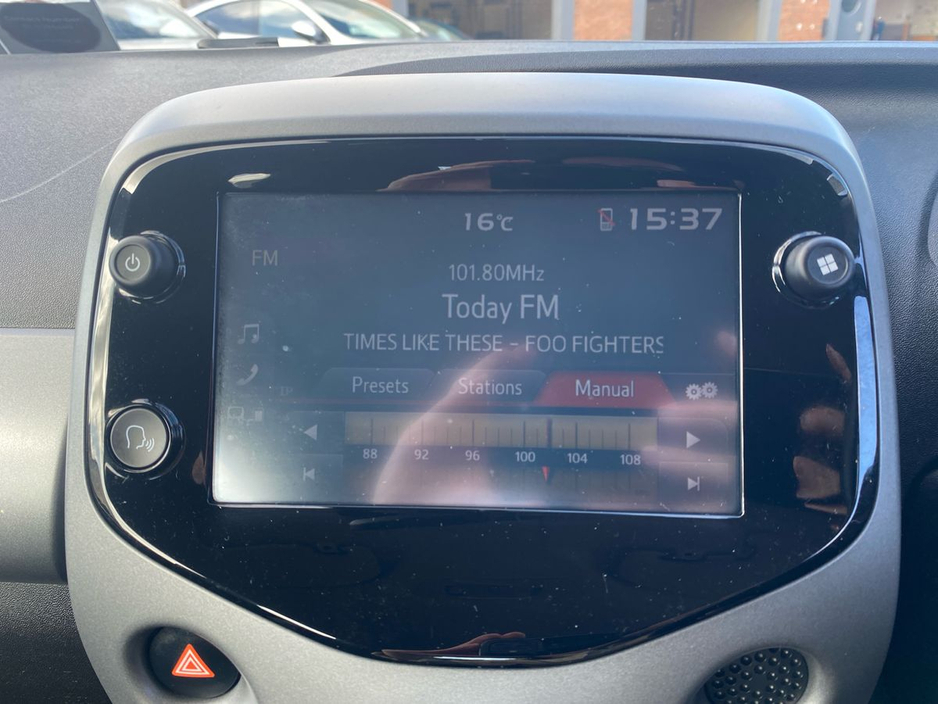 16°C
15:37
FM
101.80MHz
Today FM
TIMES LIKE THESE - FOO FIGHTERS
Presets Stations Manual
88 92 96 100 104 108